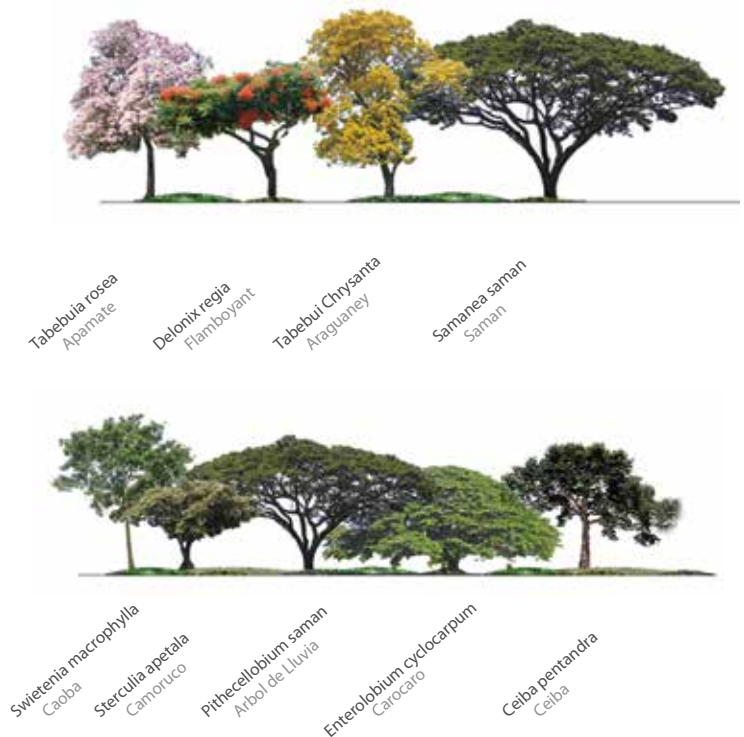 Tabebuia rosea
Apamate
Delonix regia
Flamboyant
Tabebui Chrysanta
Araguaney
Samanea saman
Saman
Swietenia macrophylla
Caoba
Sterculia apetala
Camoruco
Pithecellobium saman
Arbol de Lluvia
Enterolobium cyclocarpum
Carocaro
Ceiba pentandra
Ceiba